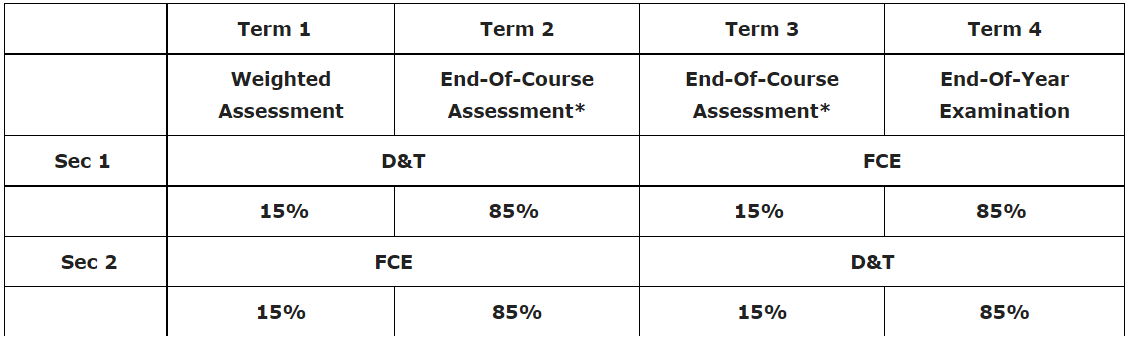 Term 1 Term 2 Term 3 Term 4
Weighted End-Of-Course End-Of-Course End-Of-Year
Assessment Assessment* Assessment* Examination
Sec 1 D&T FCE
15% 85% 15% 85%
Sec 2 FCE D&T
15% 85% 15% 85%